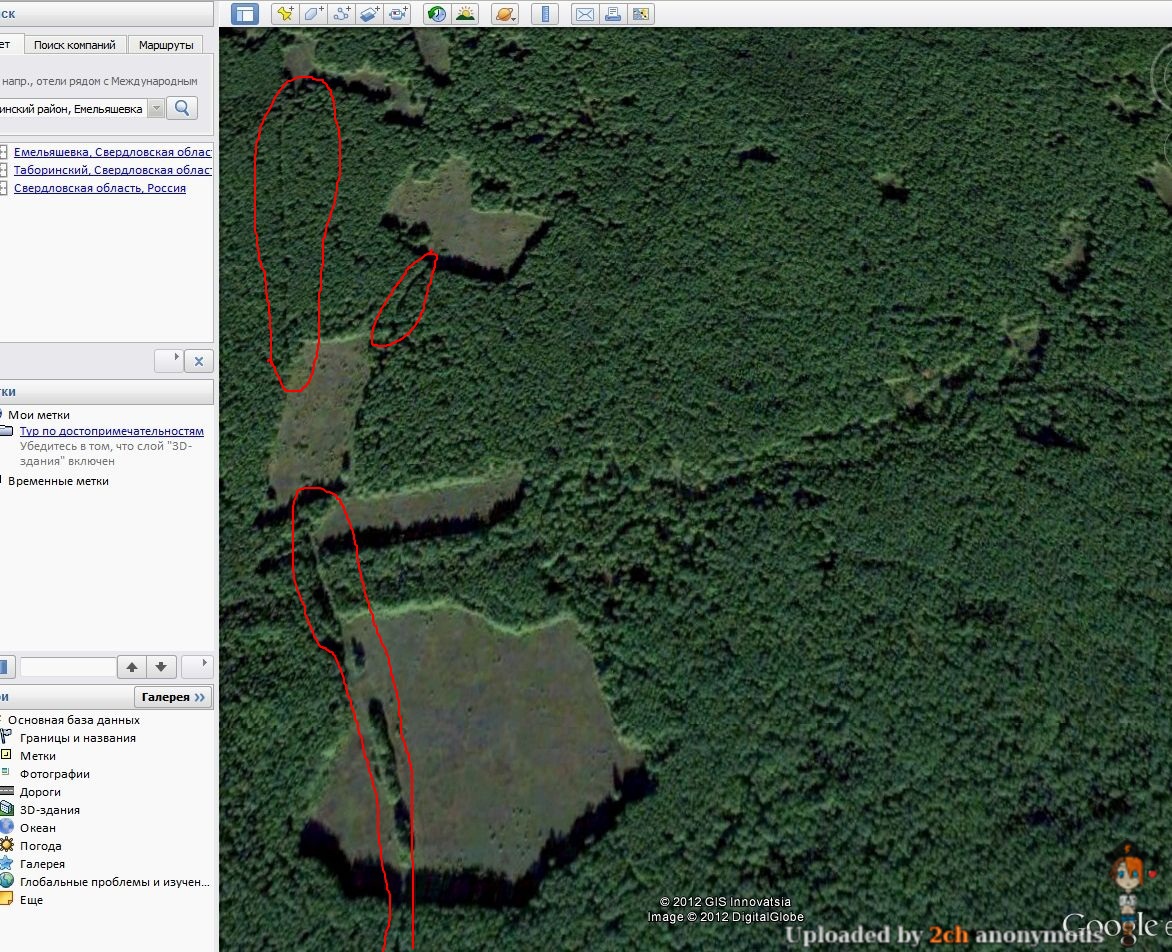 ск
ет
Поиск компаний
Маршруты
напр., отели рядом с Международным
инский район, Емельяшевка
Емельяшевка, Свердловская облас
Таборинский, Свердловская област
Свердловская область, Россия
тки
Мои метки
Тур по достопримечательностям
Убедитесь в том, что слой "3D-
здания" включен
Временные метки
ои
Галерея »
Основная база данных
Границы и названия
Метки
Фотографии
Дороги
3D-здания
Океан
Погода
Галерея
Глобальные проблемы и изучен...
Еще
© 2012 GIS Innovatsia
Image © 2012 DigitalGlobe
Google e
Uploaded by 2ch anonymous